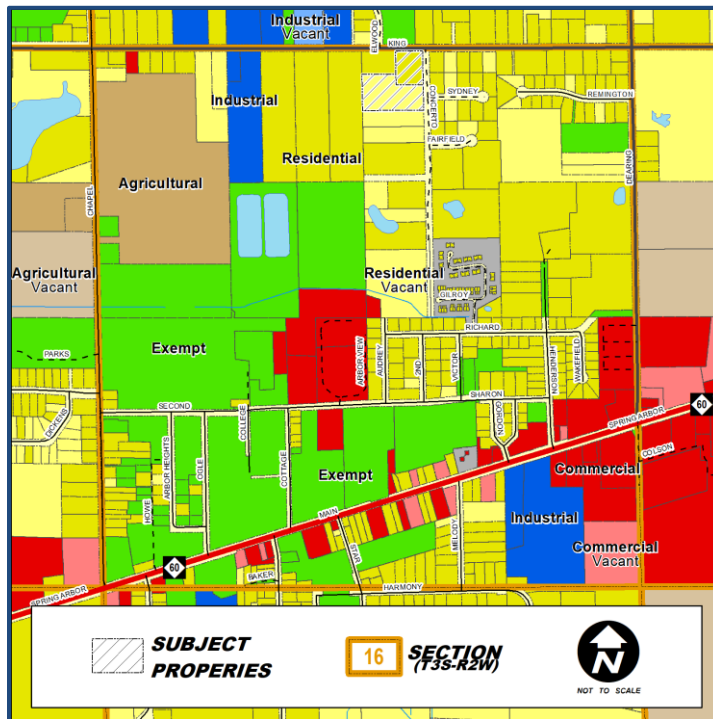 Industrial
Vacant
ELWOOD
KING
Industrial
CONCERTO
SYDNEY
REMINGTON
FAIRFIELD
Residential
DEARING
Agricultural
CHAPEL
Agricultural
Vacant
Residential
Vacant
GILROY
RICHARD
PARKS
Exempt
ARBOR VIEW
AUDREY
2ND
VICTOR
HENDERSON
WAKEFIELD
SECOND
SHARON
60
DICKENS
COLLEGE
GORDON
SPRING ARBOR
ARBOR HEIGHTS
OGLE
COTTAGE
Exempt
Commercial
COLSON
HOWE
MAIN
Industrial
STAR
MELODY
Commercial
Vacant
60
BAKER
HARMONY
SPRING ARBOR
SUBJECT
PROPERIES
16
SECTION
(T3S-R2W)
N
NOT TO SCALE